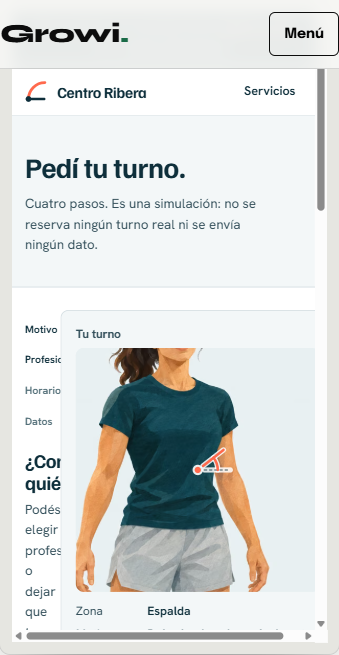 Growi.
Menú
Centro Ribera
Servicios
Pedí tu turno.
Cuatro pasos. Es una simulación: no se
reserva ningún turno real ni se envía
ningún dato.
Motivo
Horario
Datos
Podés
elegir
o
dejar
que
Tu turno
Zona
Espalda